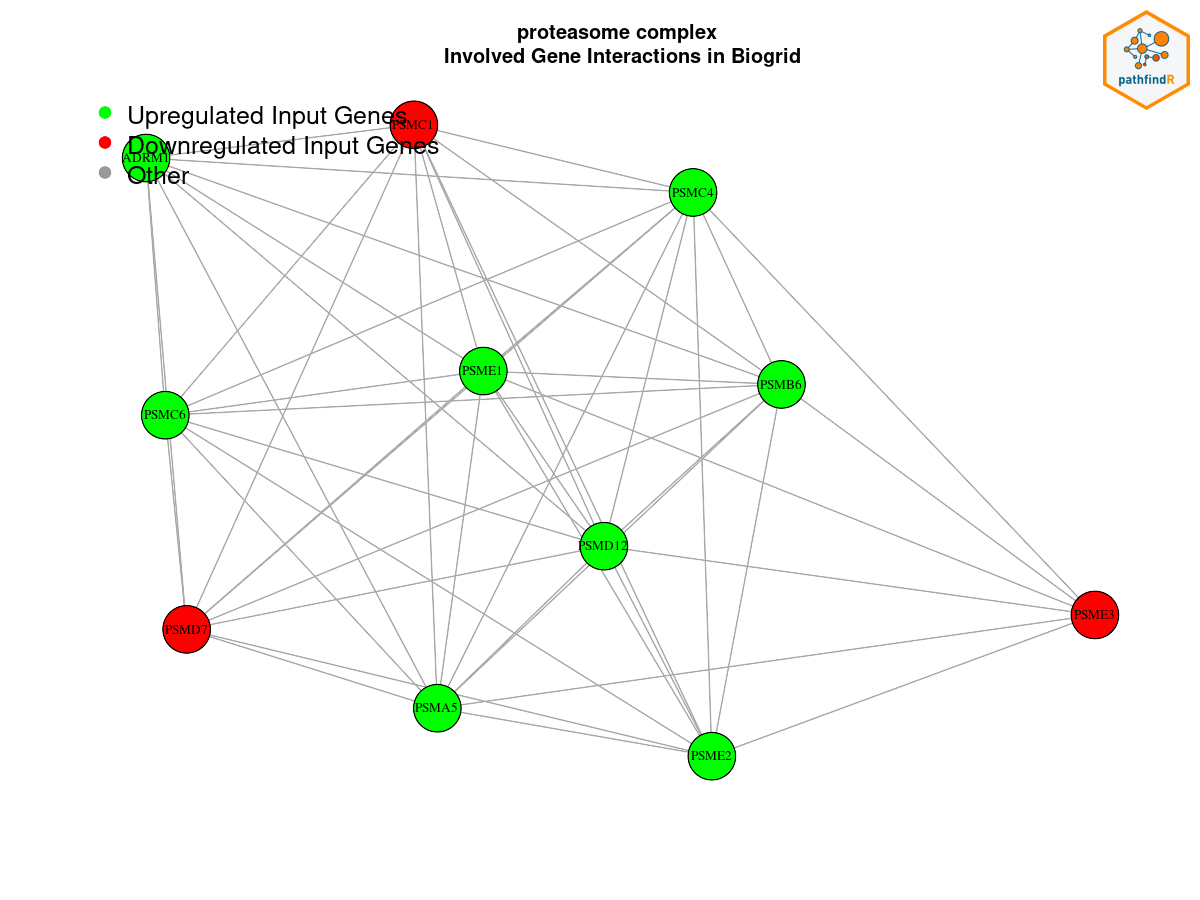 proteasome complex
Involved Gene Interactions in Biogrid
pathfindR
Upregulated Input Genes
Downregulated Input Genes
Other
PSMC1
ADRM1
PSMC4
PSME1
PSMB6
PSMC6
PSMD12
PSME3
PSMD7
PSMA5
PSME2